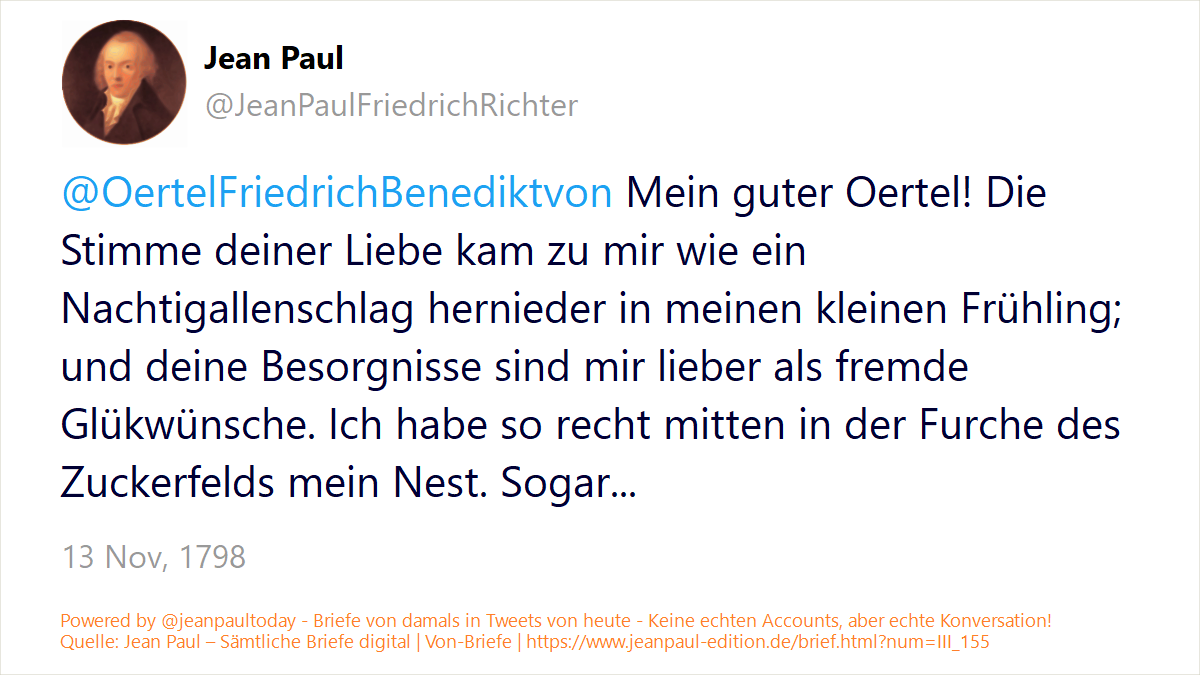 Jean Paul
@JeanPaulFriedrichRichter
@OertelFriedrichBenediktvon Mein guter Oertel! Die
Stimme deiner Liebe kam zu mir wie ein
Nachtigallenschlag hernieder in meinen kleinen Frühling;
und deine Besorgnisse sind mir lieber als fremde
Glükwünsche. Ich habe so recht mitten in der Furche des
Zuckerfelds mein Nest. Sogar...
13 Nov, 1798
Powered by @jeanpaultoday - Briefe von damals in Tweets von heute - Keine echten Accounts, aber echte Konversation!
Quelle: Jean Paul – Sämtliche Briefe digital | Von-Briefe | https://www.jeanpaul-edition.de/brief.html?num=III_155